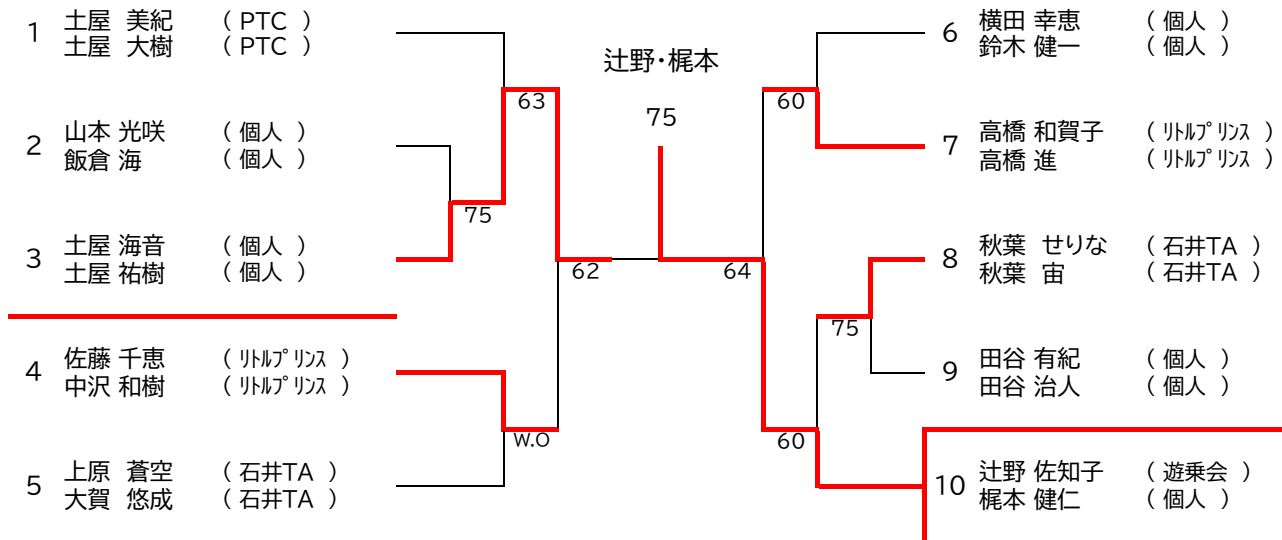 1 土屋 美紀 ( PTC )
土屋 大樹 ( PTC )
2 山本 光咲 ( 個人 )
飯倉 海 ( 個人 )
3 土屋 海音 ( 個人 )
土屋 祐樹 ( 個人 )
4 佐藤 千恵 ( ﾘﾄﾙﾌﾟﾘﾝｽ )
中沢 和樹 ( ﾘﾄﾙﾌﾟﾘﾝｽ )
5 上原 蒼空 ( 石井TA )
大賀 悠成 ( 石井TA )
63
75
W.O
62
辻野・梶本
75
64
60
75
60
6 横田 幸恵 ( 個人 )
鈴木 健一 ( 個人 )
7 高橋 和賀子 ( ﾘﾄﾙﾌﾟﾘﾝｽ )
高橋 進 ( ﾘﾄﾙﾌﾟﾘﾝｽ )
8 秋葉 せりな ( 石井TA )
秋葉 宙 ( 石井TA )
9 田谷 有紀 ( 個人 )
田谷 治人 ( 個人 )
10 辻野 佐知子 ( 遊乗会 )
梶本 健仁 ( 個人 )